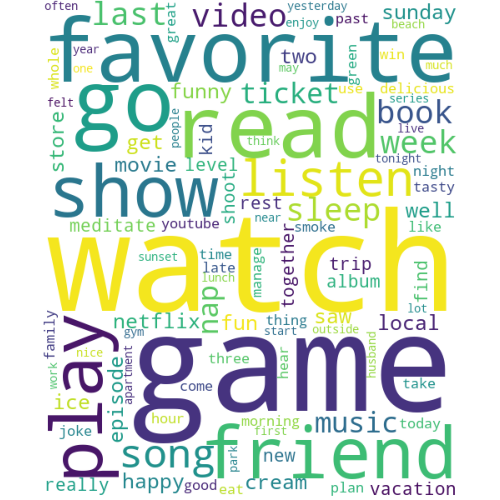 often last great video yesterday past sunday
favorite
whole year one felt go people funny ticket two may green win use much beach enjoy delicious series
store read book week
get kid think live tonight
show movie level shoot listen night tasty
meditate youtube rest near sleep smoke well like
watch
sunset time late nap lunch manage together trip album find lot
play family netflix fun saw local
nice gym apartment thing start outside
game
work ice episode three hear husband come take
joke hour song morning first music today
friend
really happy good eat park cream new plan vacation